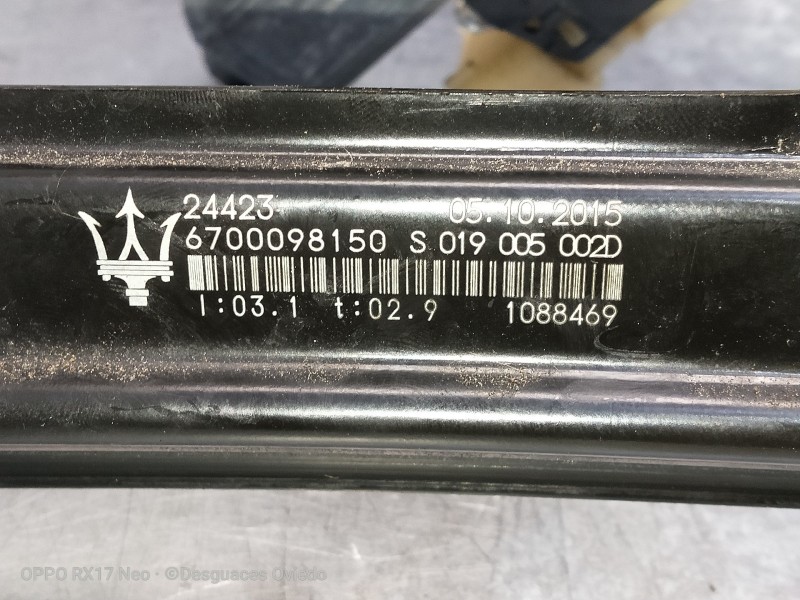 24423 05.10.2015
6700098150 S 019 005 002D
I:03.1 t:02.9 1088469
OPPO RX17 Neo · ©Desguaces Oviedo